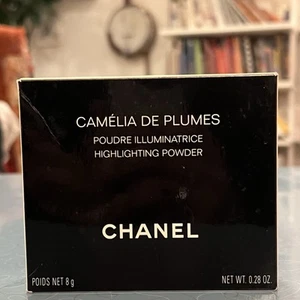 CAMÉLIA DE PLUMES
POUDRE ILLUMINATRICE
HIGHLIGHTING POWDER
CHANEL
POIDS NET 8 g NET WT. 0.28 OZ.